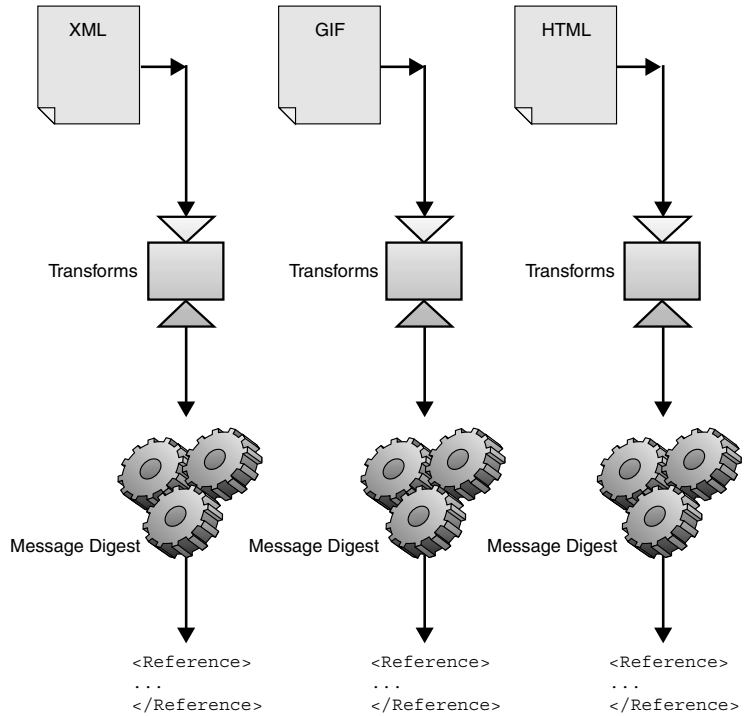 XML
GIF
HTML
Transforms
Transforms
Transforms
Message Digest
Message Digest
Message Digest
<Reference>
...
</Reference>
<Reference>
...
</Reference>
<Reference>
...
</Reference>